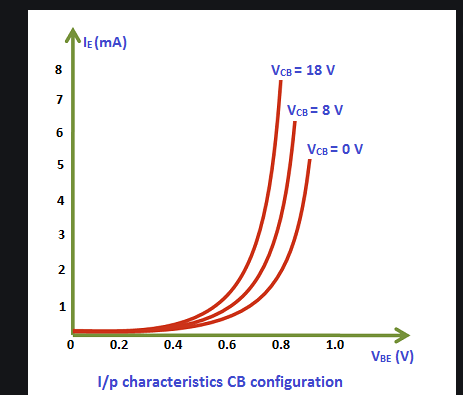 IE (mA)
8
7
6
5
4
3
2
1
VCB = 18 V
VCB = 8 V
VCB = 0 V
0 0.2 0.4 0.6 0.8 1.0
VBE (V)
I/p characteristics CB configuration